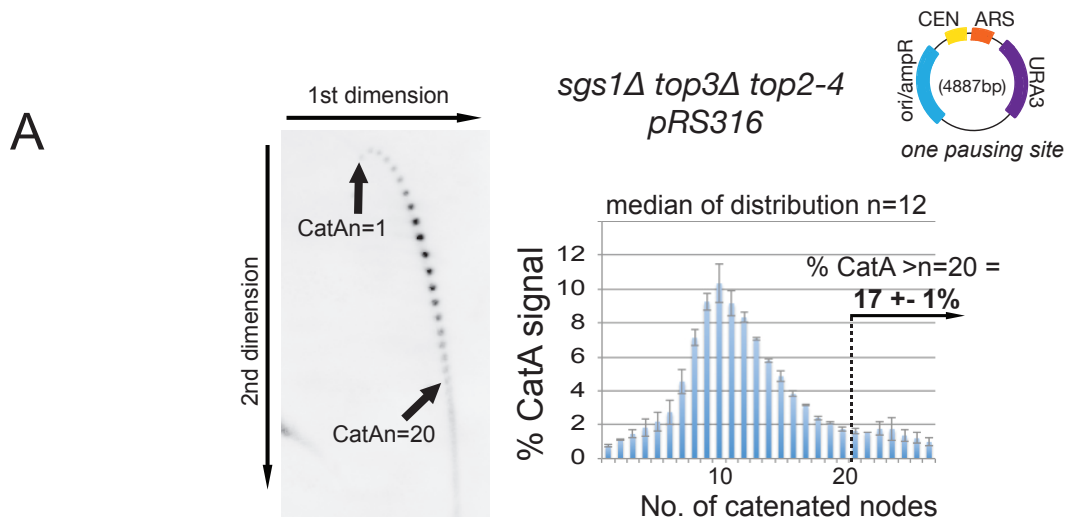 A
1st dimension
2nd dimension
CatAn=1
CatAn=20
sgs1Δ top3Δ top2-4
pRS316
CEN ARS
ori/ampR
(4887bp)
URA3
one pausing site
median of distribution n=12
% CatA >n=20 =
17 +- 1%
% CatA signal
12
10
8
6
4
2
0
10 20
No. of catenated nodes